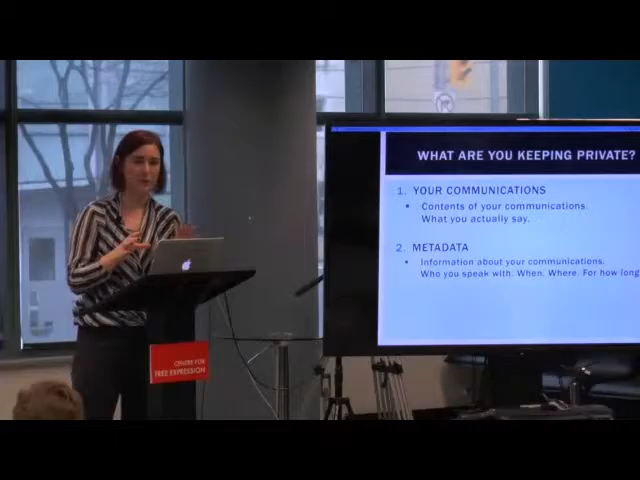 WHAT ARE YOU KEEPING PRIVATE?
1. YOUR COMMUNICATIONS
▪ Contents of your communications.
What you actually say.
2. METADATA
▪ Information about your communications.
Who you speak with. When. Where. For how long
CENTRE FOR
FREE EXPRESSION